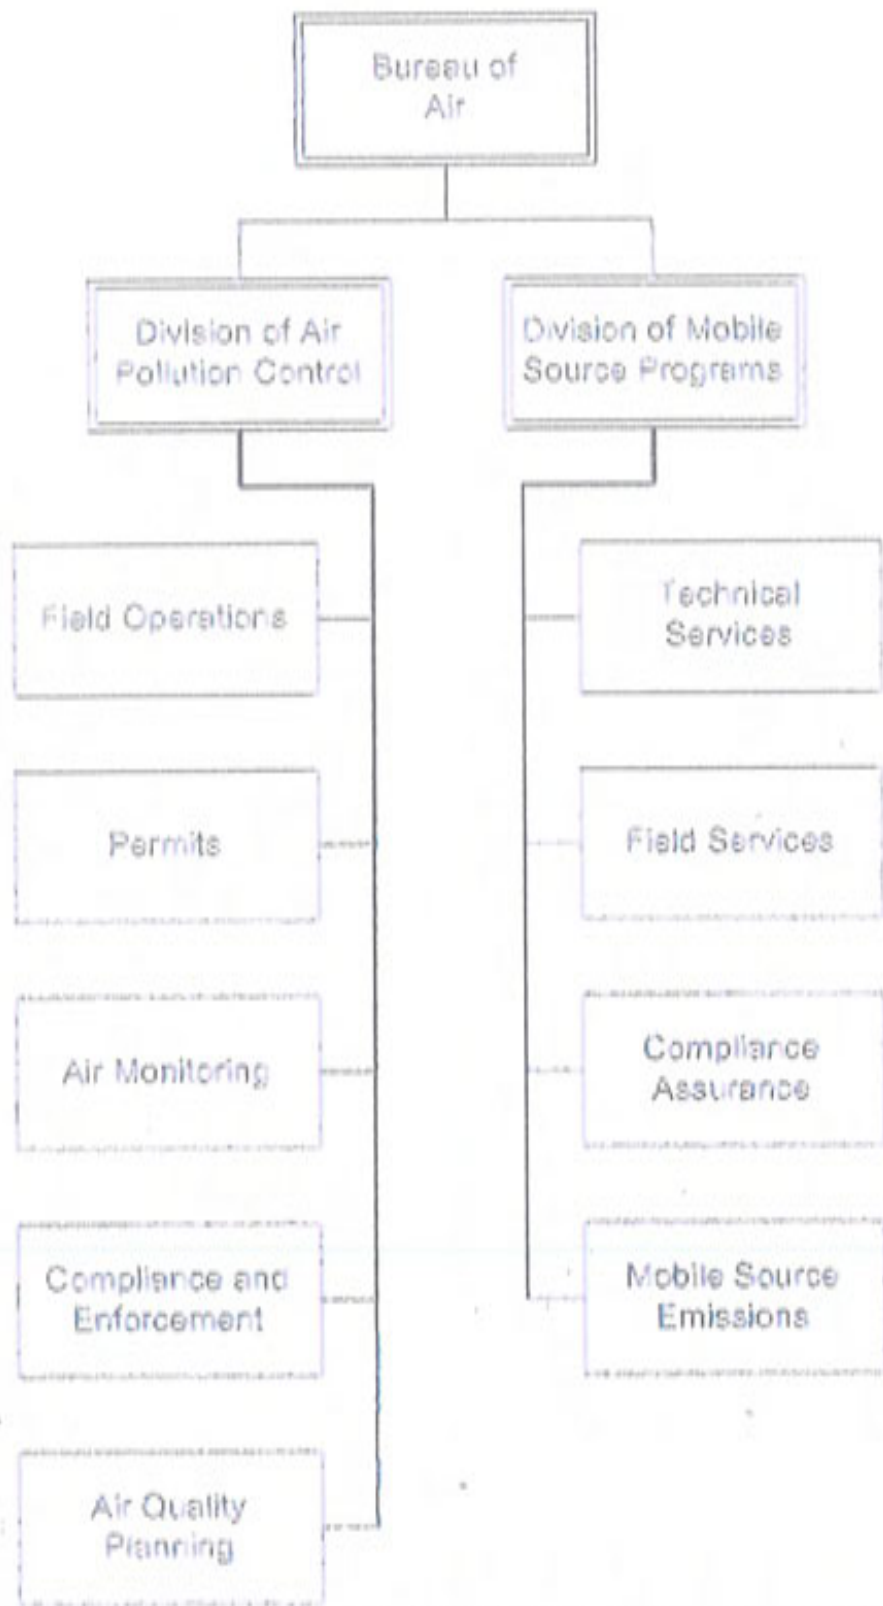 Bureau of
Air
Division of Air
Pollution Control
Division of Mobile
Source Programs
Field Operations
Technical
Services
Permits
Field Services
Air Monitoring
Compliance
Assurance
Compliance and
Enforcement
Mobile Source
Emissions
Air Quality
Planning